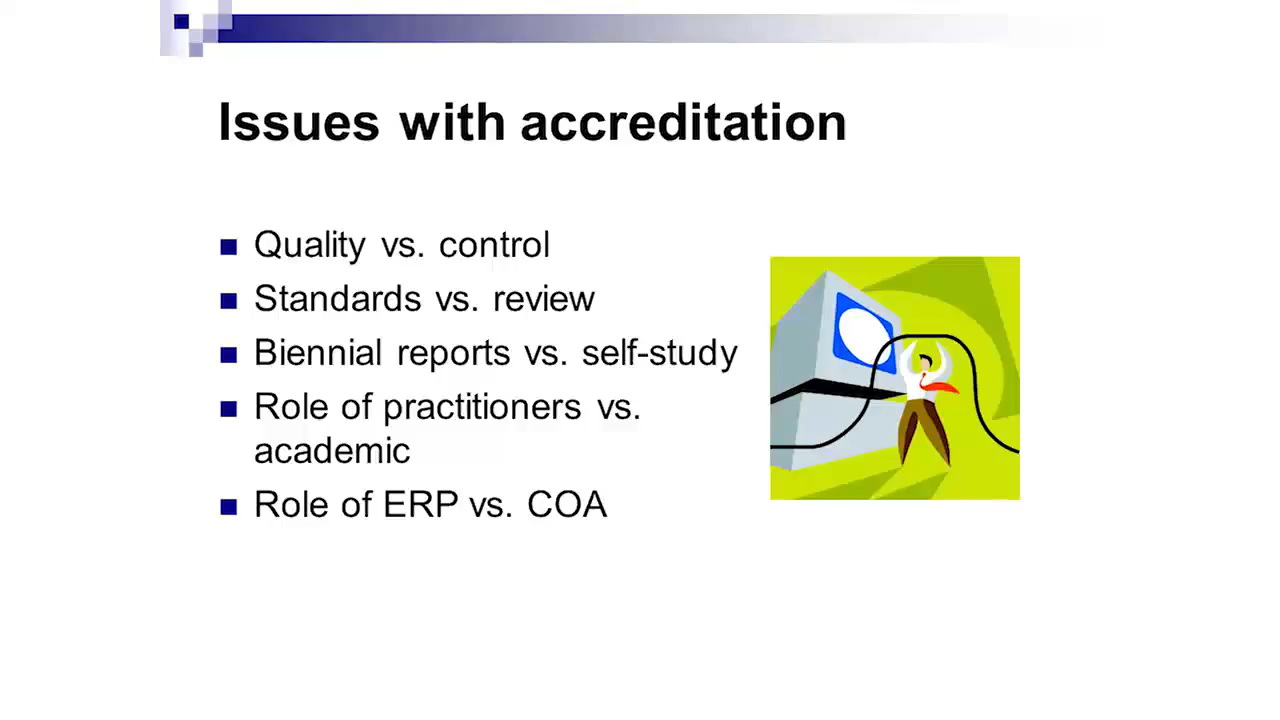 Issues with accreditation
Quality vs. control
Standards vs. review
Biennial reports vs. self-study
Role of practitioners vs.
academic
Role of ERP vs. COA